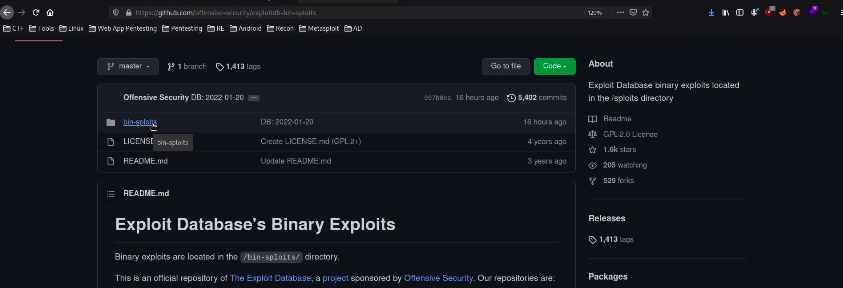 https://github.com/offensive-security/exploitdb-bin-sploits
120%
CTF Tools Linux Web App Pentesting Pentesting RE Android Recon Metasploit AD
master 1 branch 1,413 tags Go to file Code
About
Offensive Security DB: 2022-01-20 997b8ea 16 hours ago 5,402 commits
Exploit Database binary exploits located
in the /sploits directory
bin-sploits DB: 2022-01-20 16 hours ago
Readme
LICENSE Create LICENSE.md (GPL 2+) 4 years ago
bin-sploits
GPL-2.0 License
1.6k stars
README.md Update README.md 3 years ago
205 watching
529 forks
README.md
Releases
Exploit Database's Binary Exploits
1,413 tags
Binary exploits are located in the /bin-sploits/ directory.
Packages
This is an official repository of The Exploit Database, a project sponsored by Offensive Security. Our repositories are: